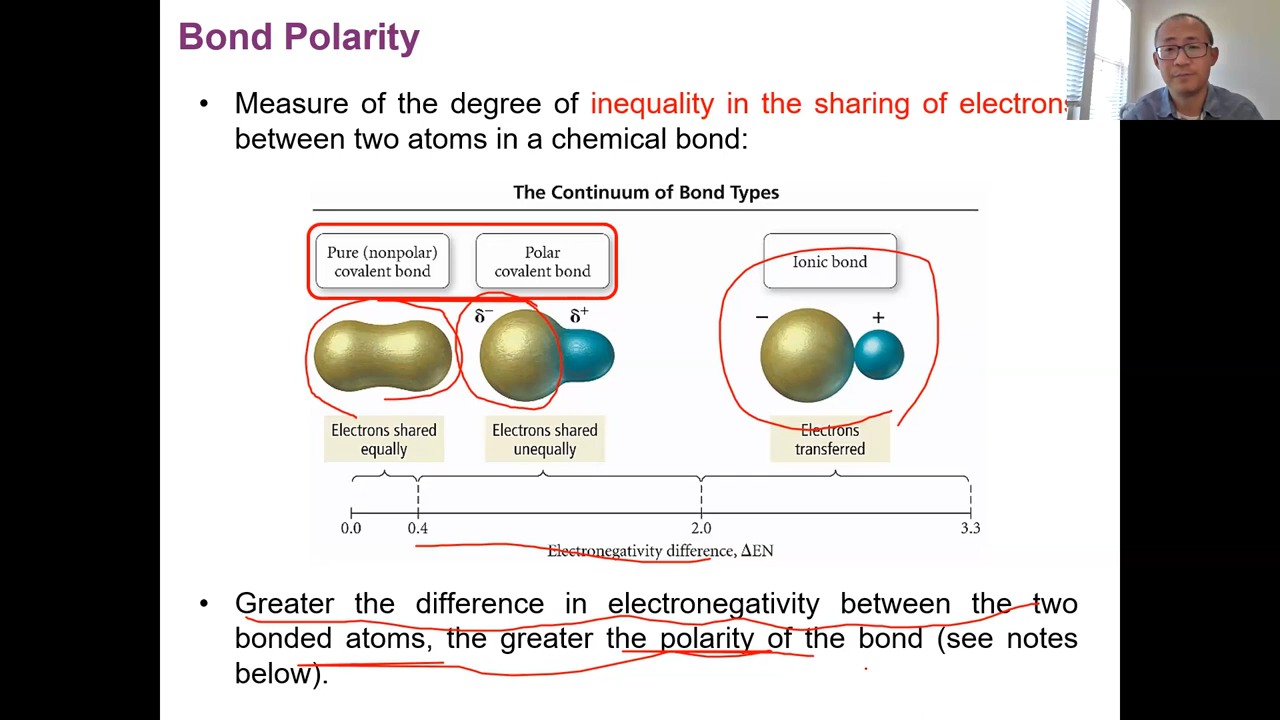 Bond Polarity
• Measure of the degree of inequality in the sharing of electrons
between two atoms in a chemical bond:
The Continuum of Bond Types
Pure (nonpolar)
covalent bond
Polar
covalent bond
Ionic bond
δ− δ+
− +
Electrons shared
equally
Electrons shared
unequally
Electrons
transferred
0.0 0.4 2.0 3.3
Electronegativity difference, ΔEN
• Greater the difference in electronegativity between the two
bonded atoms, the greater the polarity of the bond (see notes
below).